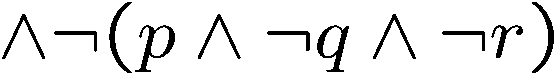 ∧¬(p ∧ ¬q ∧ ¬r)